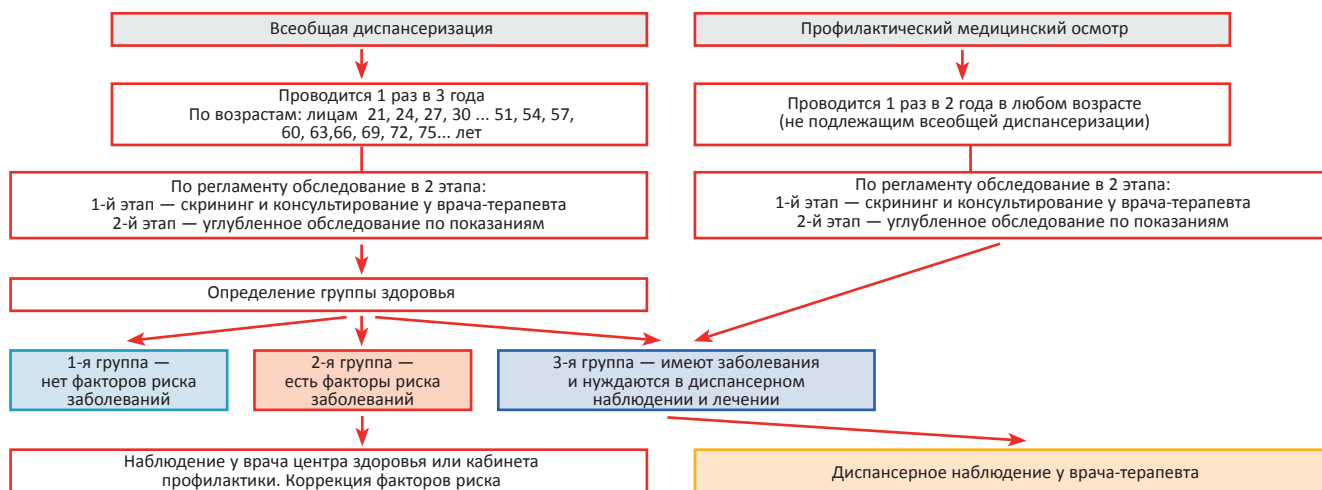 Всеобщая диспансеризация
Профилактический медицинский осмотр
Проводится 1 раз в 3 года
По возрастам: лицам 21, 24, 27, 30 ... 51, 54, 57,
60, 63,66, 69, 72, 75... лет
Проводится 1 раз в 2 года в любом возрасте
(не подлежащим всеобщей диспансеризации)
По регламенту обследование в 2 этапа:
1-й этап — скрининг и консультирование у врача-терапевта
2-й этап — углубленное обследование по показаниям
По регламенту обследование в 2 этапа:
1-й этап — скрининг и консультирование у врача-терапевта
2-й этап — углубленное обследование по показаниям
Определение группы здоровья
1-я группа —
нет факторов риска
заболеваний
2-я группа —
есть факторы риска
заболеваний
3-я группа — имеют заболевания
и нуждаются в диспансерном
наблюдении и лечении
Наблюдение у врача центра здоровья или кабинета
профилактики. Коррекция факторов риска
Диспансерное наблюдение у врача-терапевта